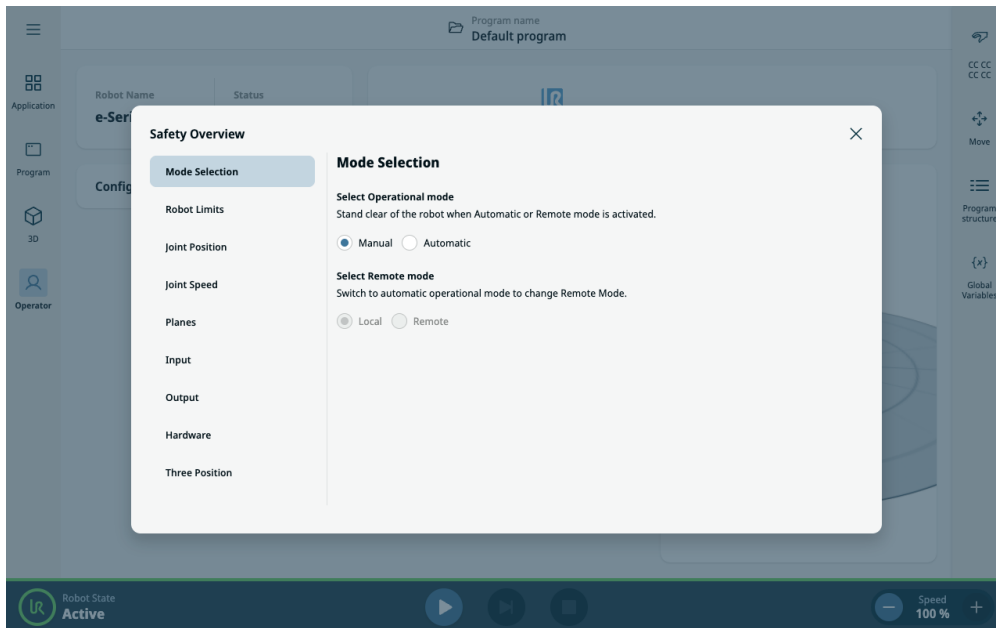 Program name
Default program
Application
Program
3D
Operator
Robot Name
Status
e-Seri
Config
Safety Overview
Mode Selection
Robot Limits
Joint Position
Joint Speed
Planes
Input
Output
Hardware
Three Position
Mode Selection
Select Operational mode
Stand clear of the robot when Automatic or Remote mode is activated.
Manual Automatic
Select Remote mode
Switch to automatic operational mode to change Remote Mode.
Local Remote
CC CC
CC CC
Move
Program
structure
{x}
Global
Variables
Robot State
Active
Speed
100 %